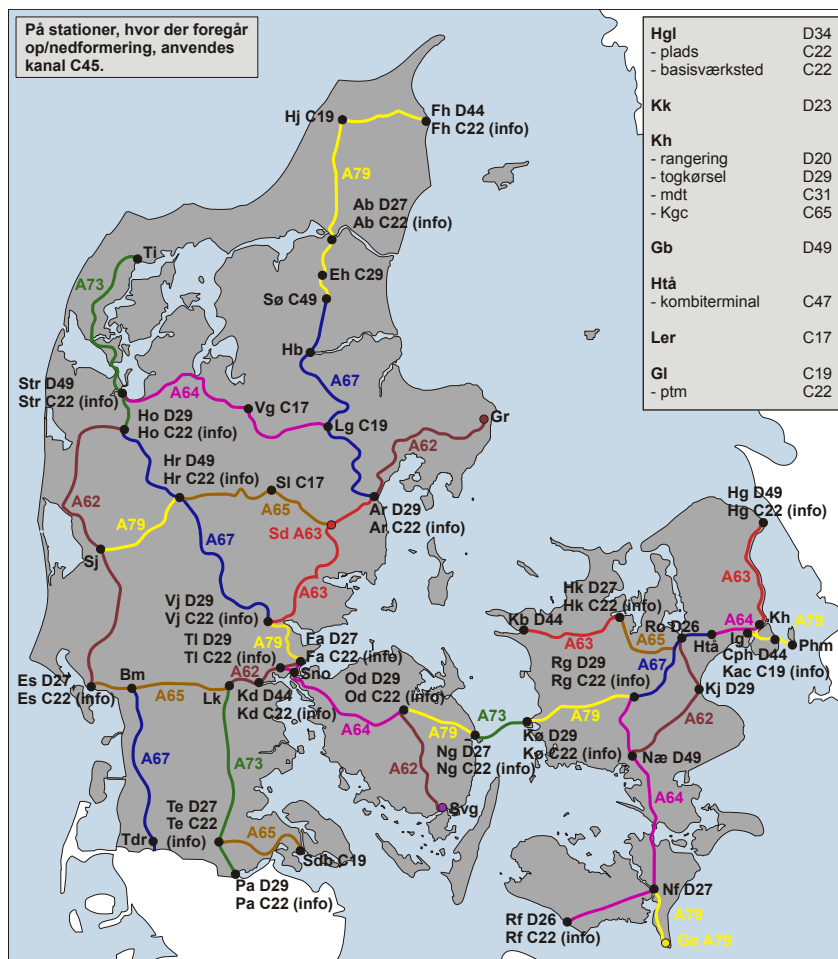 På stationer, hvor der foregår
op/nedformering, anvendes
kanal C45.
Hgl D34
- plads C22
- basisværksted C22
Kk D23
Kh
- rangering D20
- togkørsel D29
- mdt C31
- Kgc C65
Gb D49
Htå
- kombiterminal C47
Ler C17
Gl C19
- ptm C22
Hj C19
Fh D44
Fh C22 (info)
A79
Ab D27
Ab C22 (info)
Ti
Eh C29
A73
Sø C49
Hb
A67
Str D49
Str C22 (info)
A64
Vg C17
Lg C19
Gr
Ho D29
Ho C22 (info)
A62
Hr D49
Hr C22 (info)
Sl C17
A62
A65
Ar D29
Ar C22 (info)
A79
A67
Sd A63
Sj
A63
Hg D49
Hg C22 (info)
A63
Vj D29
Vj C22 (info)
Hk D27
Hk C22 (info)
Kb D44
A63
A65
Rø D26
A64
Kh
A79
Htå
Ig
Phm
Cph D44
Kac C19 (info)
Tl D29
Tl C22 (info)
A79
Fa D27
Fa C22 (info)
A62
Sno
Od D29
Od C22 (info)
Rg D29
Rg C22 (info)
A67
Kj D29
A62
Es D27
Es C22 (info)
Bm
A65
Lk
Kd D44
Kd C22 (info)
A64
A79
A73
A79
Ng D27
Ng C22 (info)
Kø D29
Kø C22 (info)
Næ D49
A67
A73
A62
A64
Svg
Te D27
Te C22
(info)
A65
Tdr
Sdb C19
Pa D29
Pa C22 (info)
Nf D27
A79
Rf D26
Rf C22 (info)
Ge A79